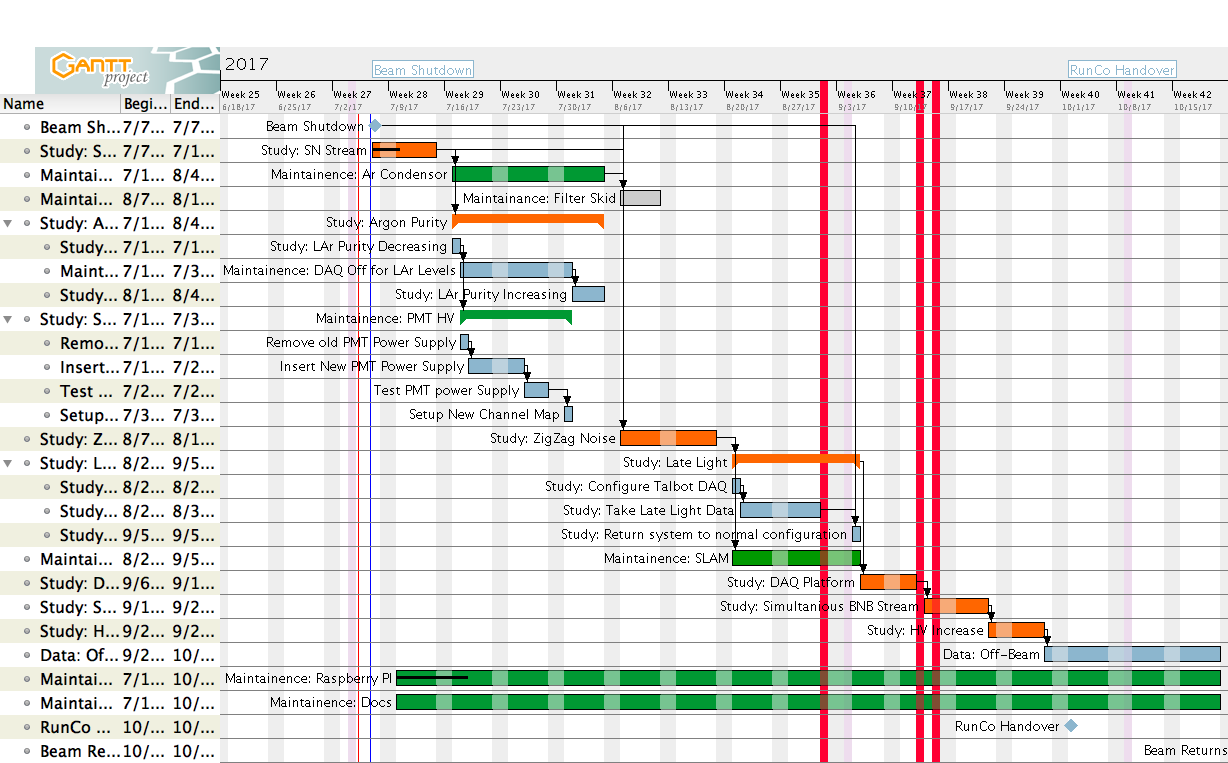 GANTT project
2017
Beam Shutdown
RunCo Handover
Name Begi... End...
Week 25 Week 26 Week 27 Week 28 Week 29 Week 30 Week 31 Week 32 Week 33 Week 34 Week 35 Week 36 Week 37 Week 38 Week 39 Week 40 Week 41 Week 42
6/18/17 6/25/17 7/2/17 7/9/17 7/16/17 7/23/17 7/30/17 8/6/17 8/13/17 8/20/17 8/27/17 9/3/17 9/10/17 9/17/17 9/24/17 10/1/17 10/8/17 10/15/17
Beam Sh... 7/7... 7/7... Beam Shutdown
Study: S... 7/7... 7/1... Study: SN Stream
Maintai... 7/1... 8/4... Maintainence: Ar Condensor
Maintai... 8/7... 8/1... Maintainance: Filter Skid
Study: A... 7/1... 8/4... Study: Argon Purity
Study... 7/1... 7/1... Study: LAr Purity Decreasing
Maint... 7/1... 7/3... Maintainence: DAQ Off for LAr Levels
Study... 8/1... 8/4... Study: LAr Purity Increasing
Study: S... 7/1... 7/3... Maintainence: PMT HV
Remo... 7/1... 7/1... Remove old PMT Power Supply
Insert... 7/1... 7/2... Insert New PMT Power Supply
Test ... 7/2... 7/2... Test PMT power Supply
Setup... 7/3... 7/3... Setup New Channel Map
Study: Z... 8/7... 8/1... Study: ZigZag Noise
Study: L... 8/2... 9/5... Study: Late Light
Study... 8/2... 8/2... Study: Configure Talbot DAQ
Study... 8/2... 8/3... Study: Take Late Light Data
Study... 9/5... 9/5... Study: Return system to normal configuration
Maintai... 8/2... 9/5... Maintainence: SLAM
Study: D... 9/6... 9/1... Study: DAQ Platform
Study: S... 9/1... 9/2... Study: Simultanious BNB Stream
Study: H... 9/2... 9/2... Study: HV Increase
Data: Of... 9/2... 10/... Data: Off-Beam
Maintai... 7/1... 10/... Maintainence: Raspberry PI
Maintai... 7/1... 10/... Maintainence: Docs
RunCo ... 10/... 10/... RunCo Handover
Beam Re... 10/... 10/... Beam Returns